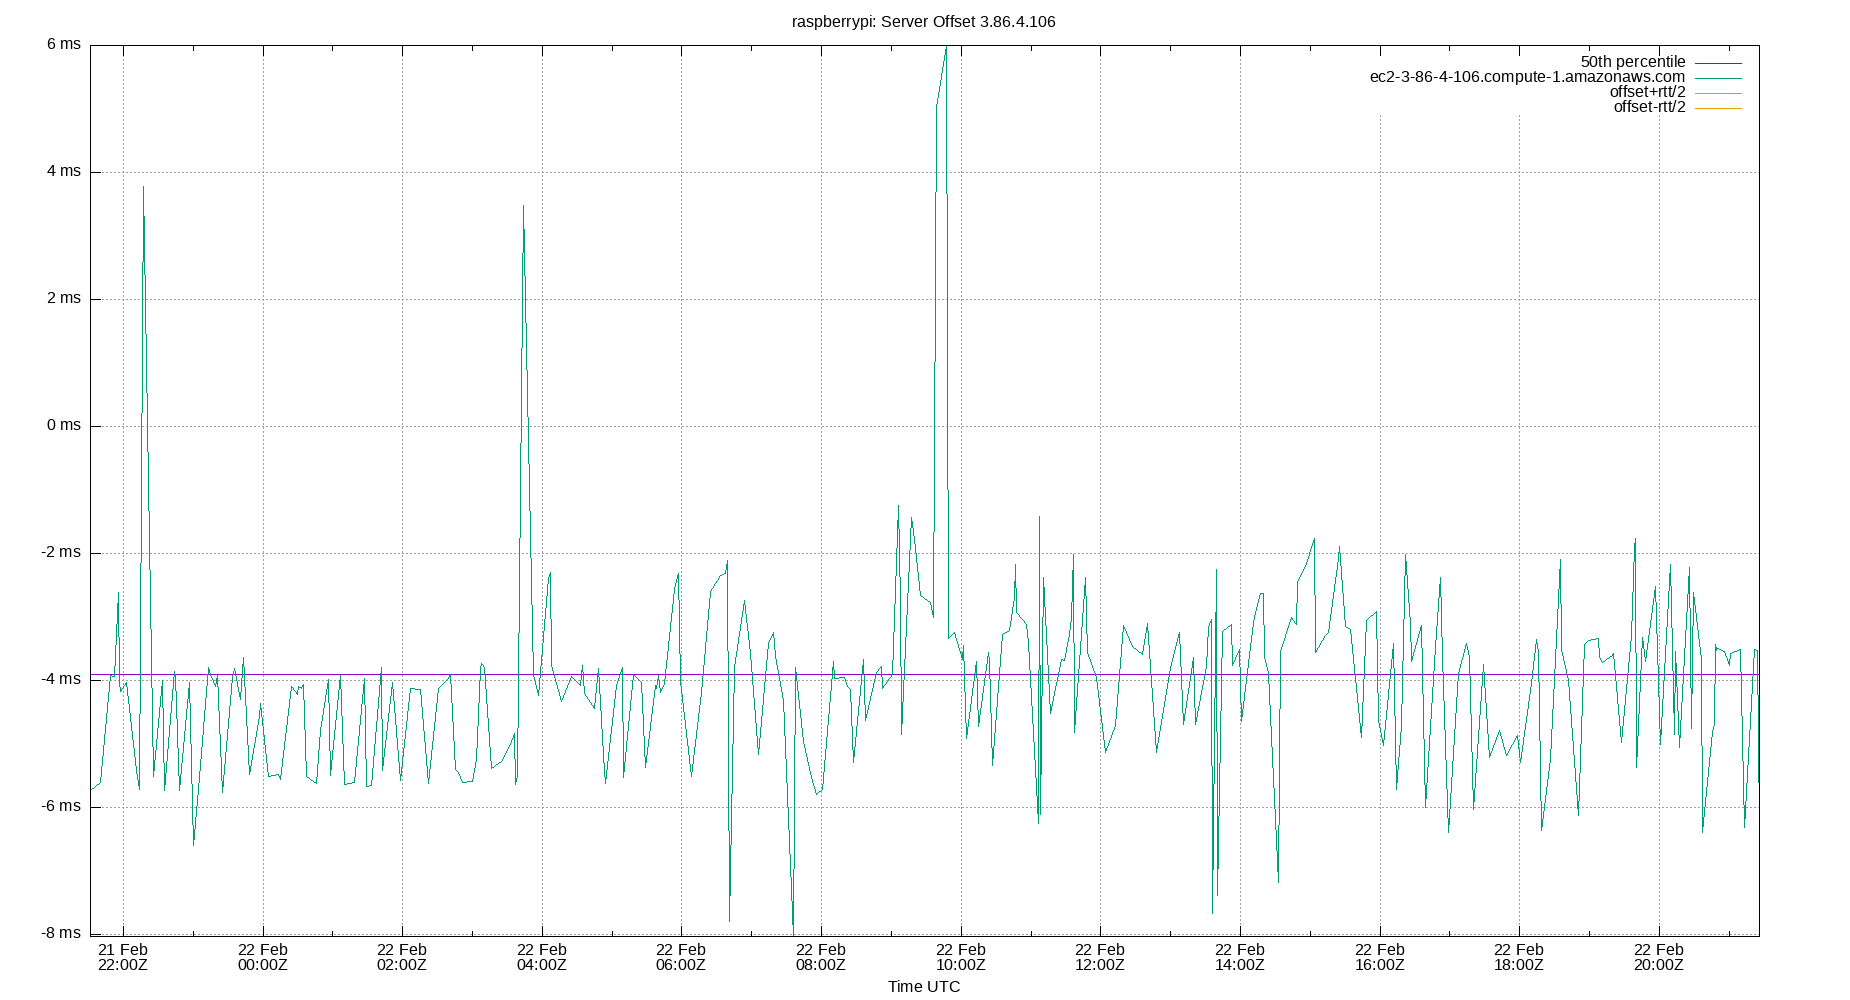 raspberrypi: Server Offset 3.86.4.106
6 ms
4 ms
2 ms
0 ms
-2 ms
-4 ms
-6 ms
-8 ms
50th percentile
ec2-3-86-4-106.compute-1.amazonaws.com
offset+rtt/2
offset-rtt/2
21 Feb
22:00Z
22 Feb
00:00Z
22 Feb
02:00Z
22 Feb
04:00Z
22 Feb
06:00Z
22 Feb
08:00Z
22 Feb
10:00Z
22 Feb
12:00Z
22 Feb
14:00Z
22 Feb
16:00Z
22 Feb
18:00Z
22 Feb
20:00Z
Time UTC